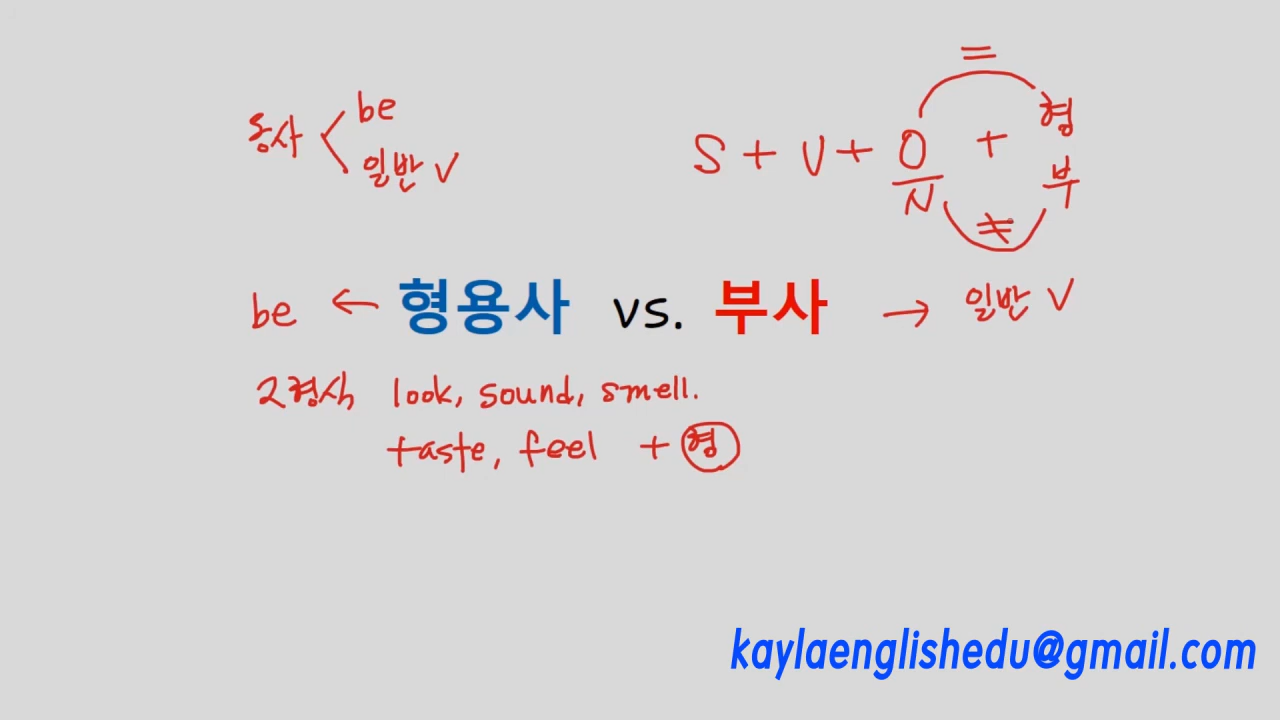 동사 < be
일반 V
S + V + O + 형
N 부
=
≠
be ← 형용사 vs. 부사 → 일반 V
2형식 look, sound, smell.
taste, feel + 형
kaylaenglishedu@gmail.com